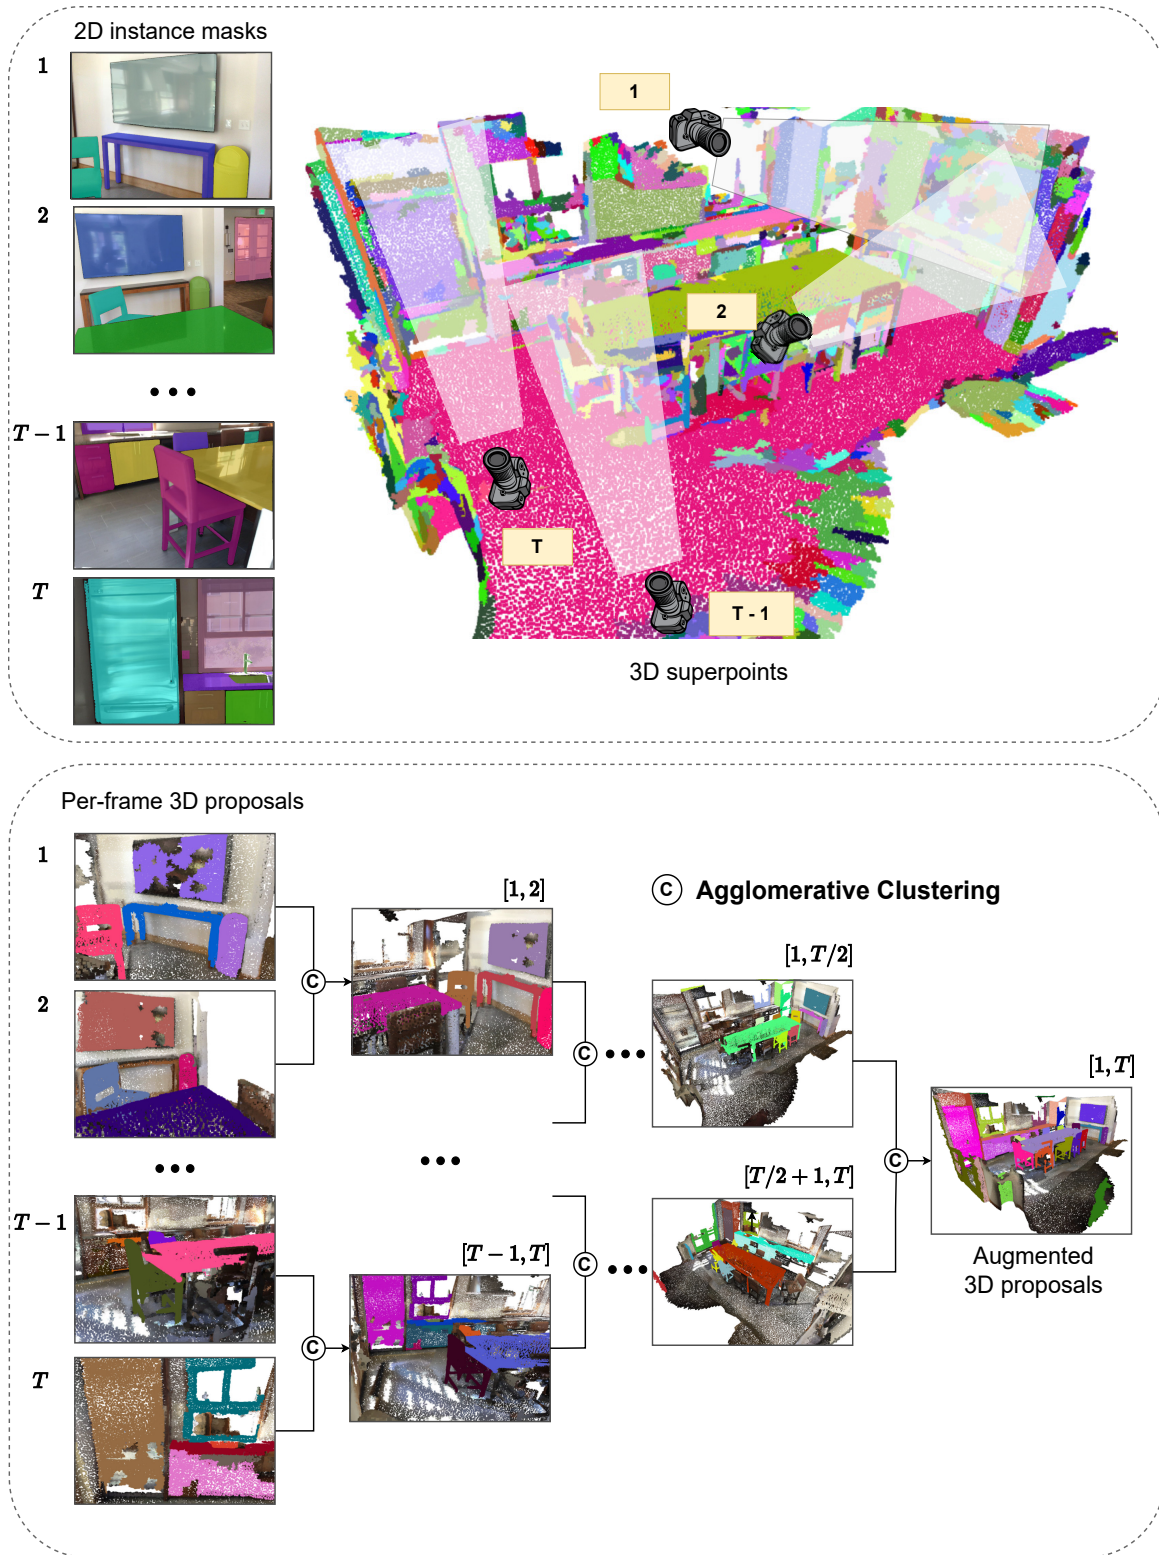 2D instance masks
1
2
T − 1
T
1
2
T
T - 1
3D superpoints
Per-frame 3D proposals
1
2
T − 1
T
[1, 2]
C Agglomerative Clustering
[1, T/2]
C
C
[1, T]
C
[T/2 + 1, T]
[T − 1, T]
C
C
Augmented
3D proposals